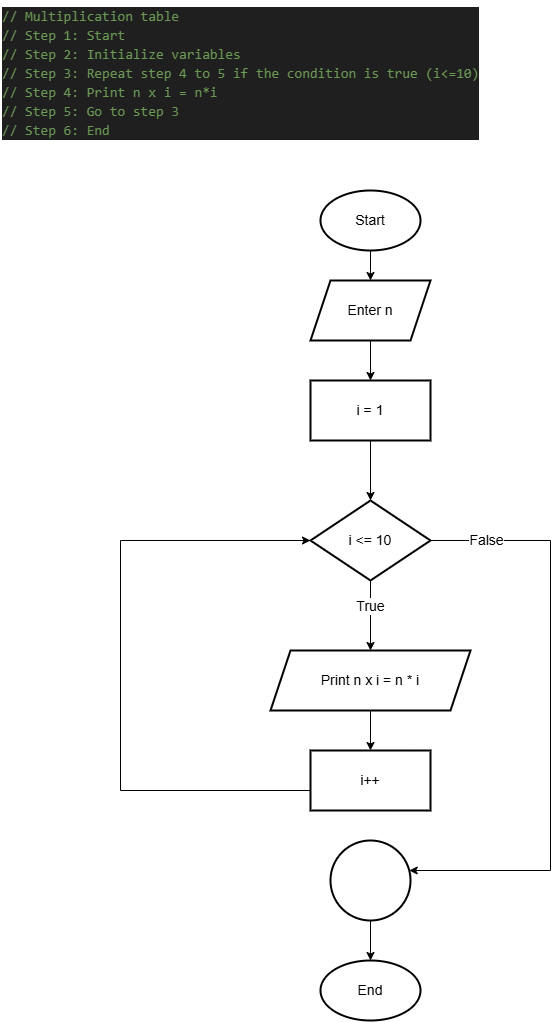 // Multiplication table
// Step 1: Start
// Step 2: Initialize variables
// Step 3: Repeat step 4 to 5 if the condition is true (i<=10)
// Step 4: Print n x i = n*i
// Step 5: Go to step 3
// Step 6: End
Start
Enter n
i = 1
i <= 10
False
True
Print n x i = n * i
i++
End